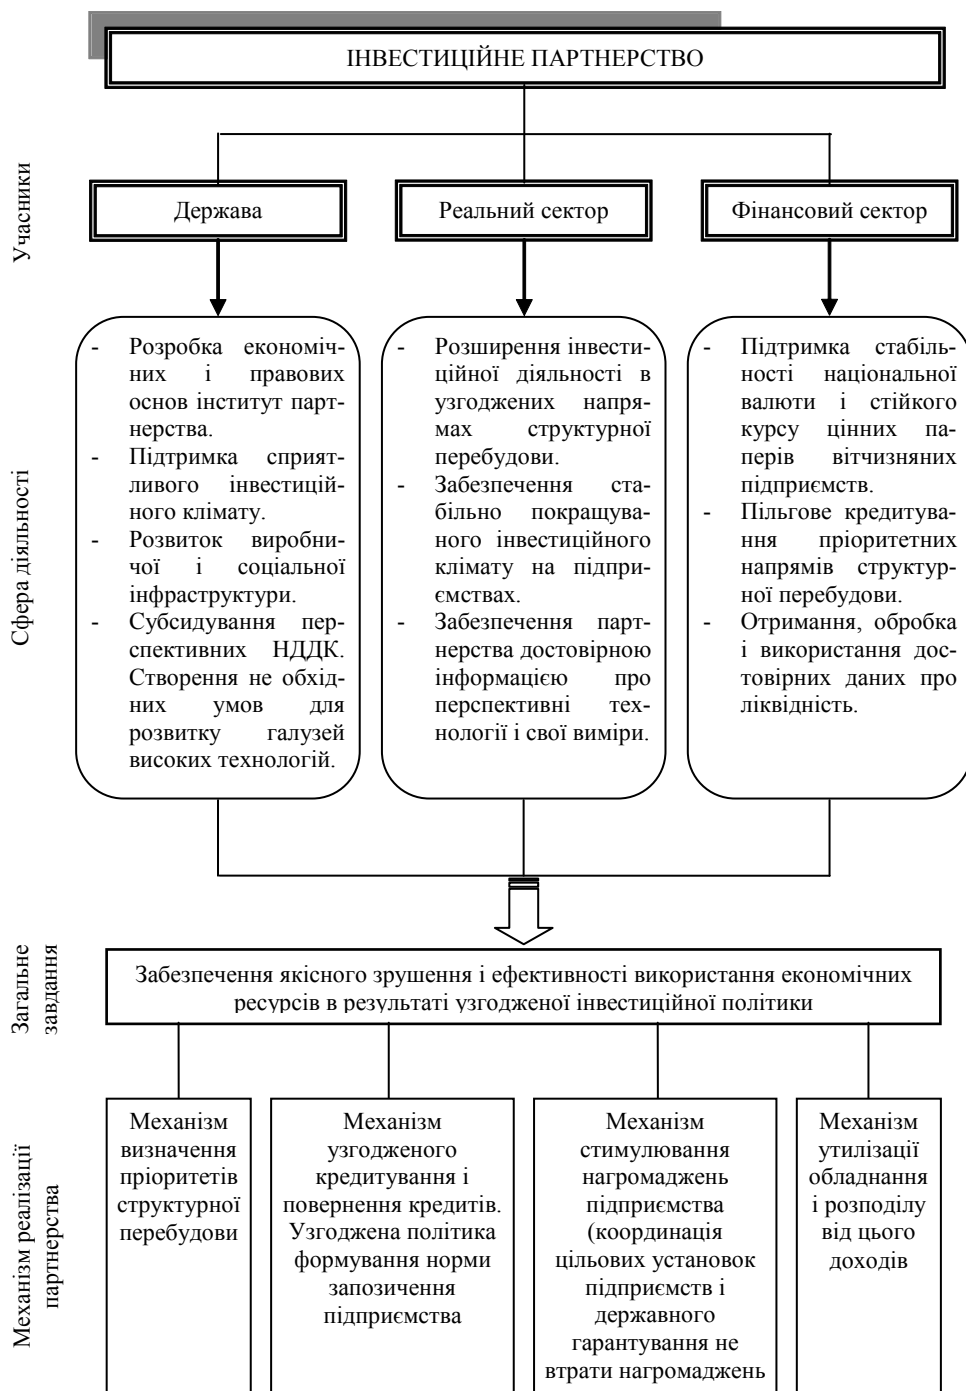 ІНВЕСТИЦІЙНЕ ПАРТНЕРСТВО
Учасники
Держава
Реальний сектор
Фінансовий сектор
Сфера діяльності
- Розробка економіч-
них і правових
основ інститут парт-
нерства.
- Підтримка сприят-
ливого інвестицій-
ного клімату.
- Розвиток виробни-
чої і соціальної
інфраструктури.
- Субсидування пер-
спективних НДДК.
Створення не обхід-
них умов для
розвитку галузей
високих технологій.
- Розширення інвести-
ційної діяльності в
узгоджених напря-
мах структурної
перебудови.
- Забезпечення ста-
більно покращува-
ного інвестиційного
клімату на підпри-
ємствах.
- Забезпечення парт-
нерства достовірною
інформацією про
перспективні тех-
нології і свої виміри.
- Підтримка стабіль-
ності національної
валюти і стійкого
курсу цінних па-
перів вітчизняних
підприємств.
- Пільгове кредитува-
ння пріоритетних
напрямів структур-
ної перебудови.
- Отримання, обробка
і використання дос-
товірних даних про
ліквідність.
Загальне
завдання
Забезпечення якісного зрушення і ефективності використання економічних
ресурсів в результаті узгодженої інвестиційної політики
Механізм реалізації
партнерства
Механізм
визначення
пріоритетів
структурної
перебудови
Механізм
узгодженого
кредитування і
повернення кредитів.
Узгоджена політика
формування норми
запозичення
підприємства
Механізм
стимулювання
нагромаджень
підприємства
(координація
цільових установок
підприємств і
державного
гарантування не
втрати нагромаджень
Механізм
утилізації
обладнання
і розподілу
від цього
доходів